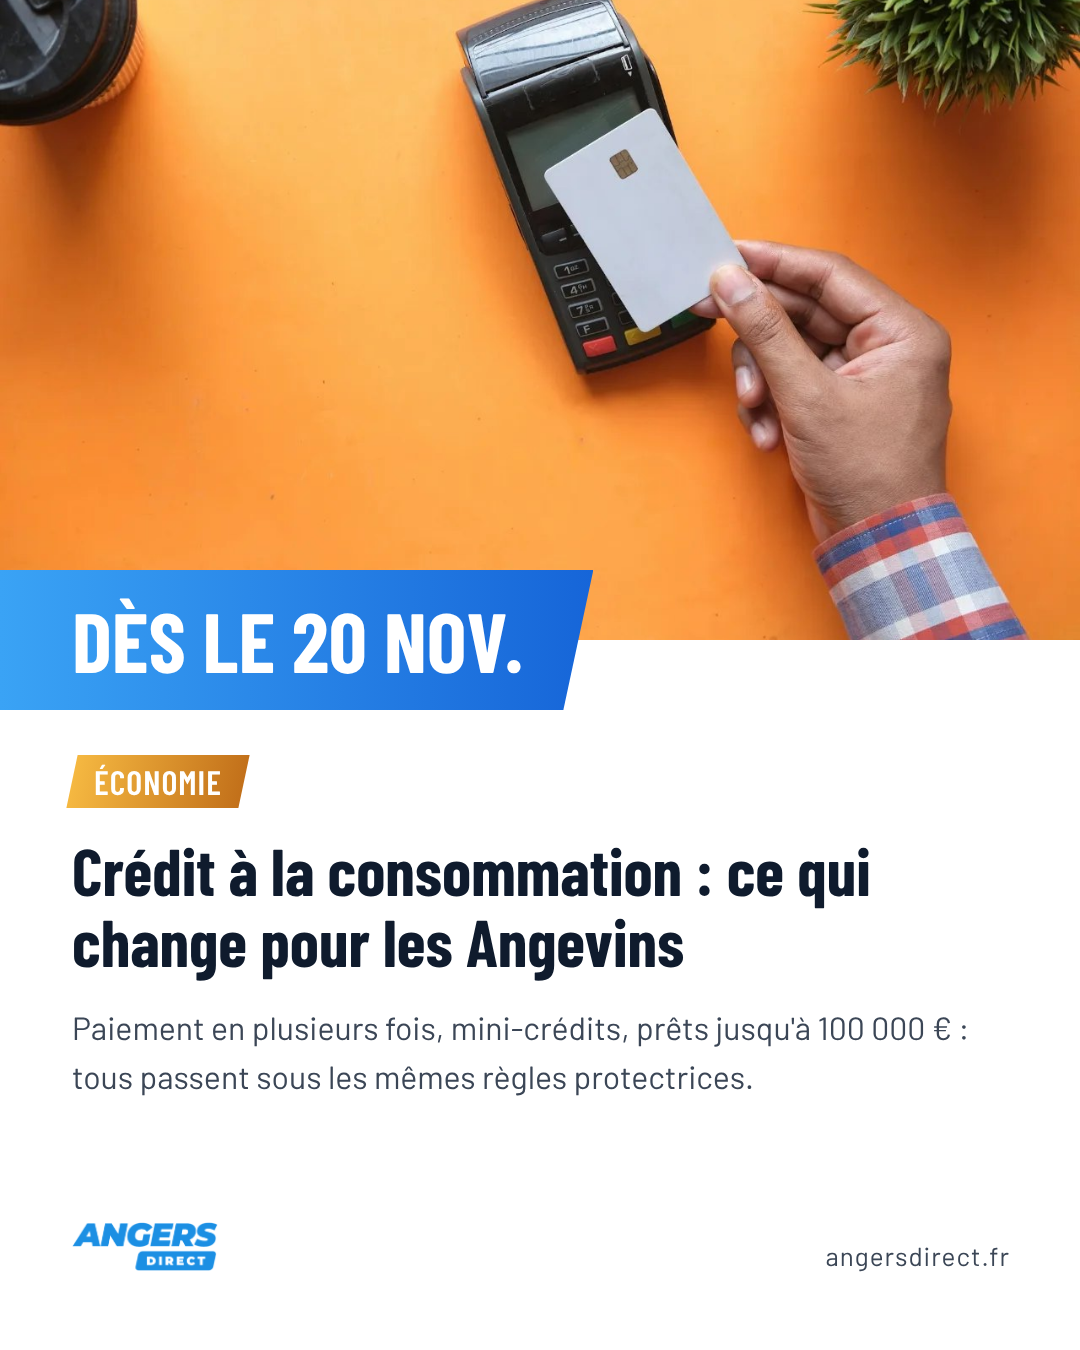 DÈS LE 20 NOV.
ÉCONOMIE
Crédit à la consommation : ce qui
change pour les Angevins
Paiement en plusieurs fois, mini-crédits, prêts jusqu'à 100 000 € :
tous passent sous les mêmes règles protectrices.
ANGERS
DIRECT
angersdirect.fr